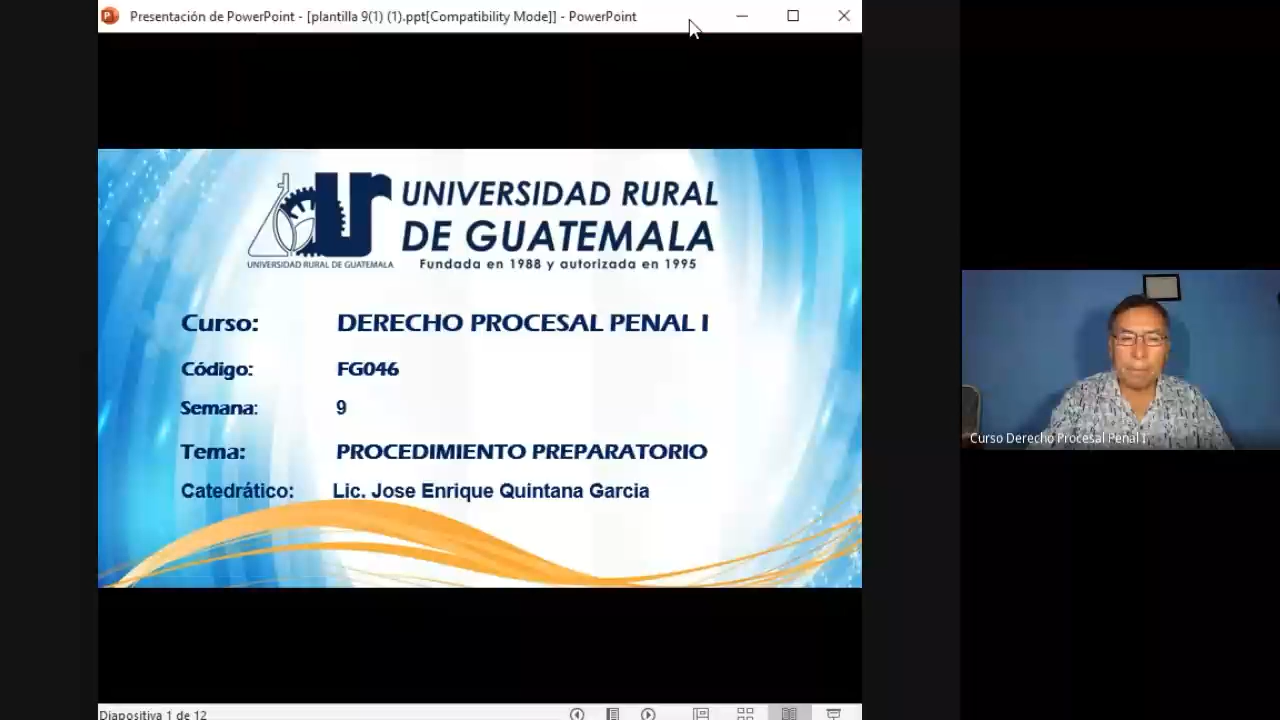 Presentación de PowerPoint - [plantilla 9(1) (1).ppt[Compatibility Mode]] - PowerPoint
UNIVERSIDAD RURAL
DE GUATEMALA
Fundada en 1988 y autorizada en 1995
UNIVERSIDAD RURAL DE GUATEMALA
Curso: DERECHO PROCESAL PENAL I
Código: FG046
Semana: 9
Tema: PROCEDIMIENTO PREPARATORIO
Catedrático: Lic. Jose Enrique Quintana Garcia
Curso Derecho Procesal Penal I
Diapositiva 1 de 12